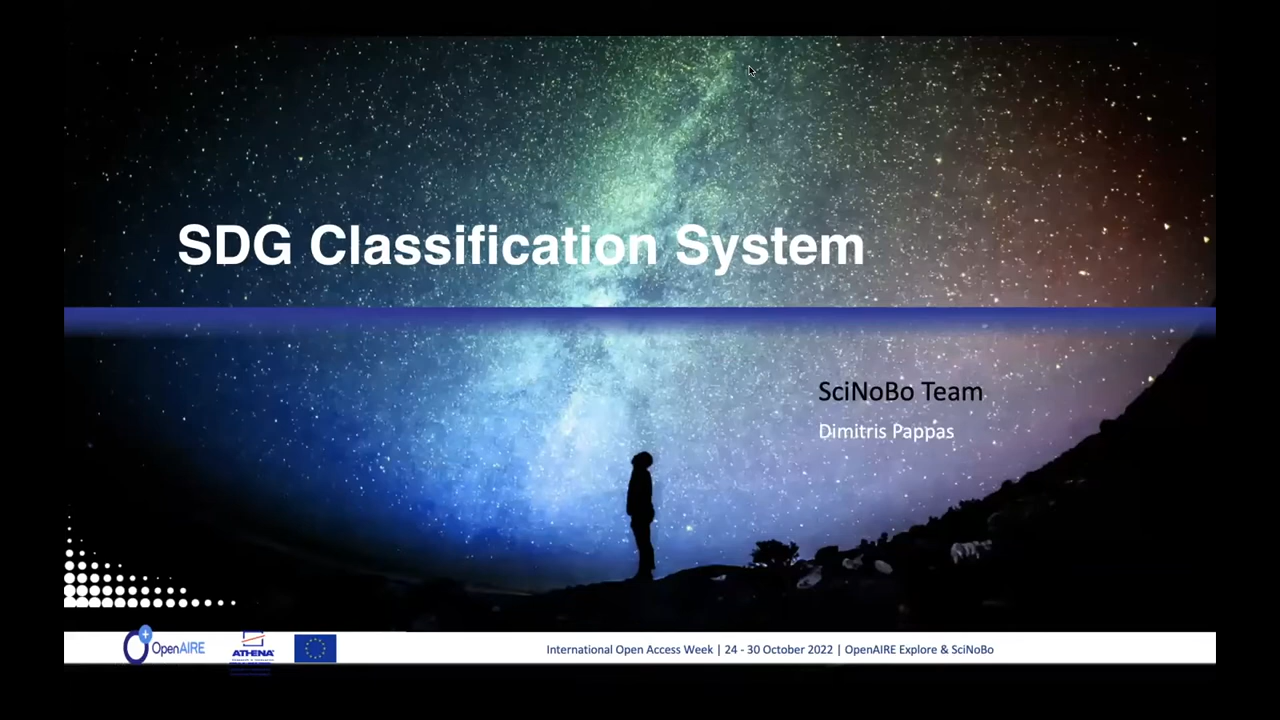 SDG Classification System
SciNoBo Team
Dimitris Pappas
OpenAIRE
ATHENA
International Open Access Week | 24 - 30 October 2022 | OpenAIRE Explore & SciNoBo